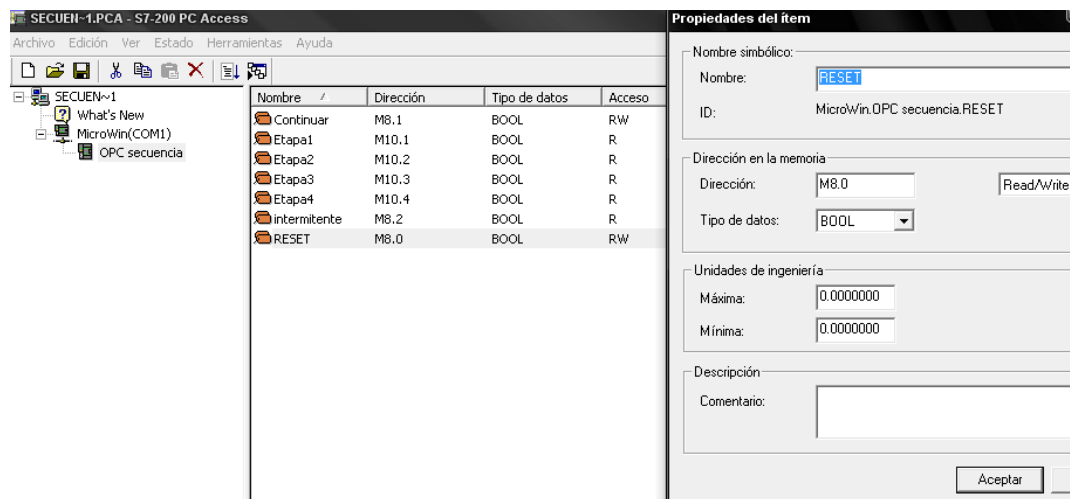 SECUEN~1.PCA - S7-200 PC Access
Archivo Edición Ver Estado Herramientas Ayuda
SECUEN~1
What's New
MicroWin(COM1)
OPC secuencia
Nombre / Dirección Tipo de datos Acceso
Continuar M8.1 BOOL RW
Etapa1 M10.1 BOOL R
Etapa2 M10.2 BOOL R
Etapa3 M10.3 BOOL R
Etapa4 M10.4 BOOL R
intermitente M8.2 BOOL R
RESET M8.0 BOOL RW
Propiedades del ítem
Nombre simbólico:
Nombre: RESET
ID: MicroWin.OPC secuencia.RESET
Dirección en la memoria
Dirección: M8.0 Read/Write
Tipo de datos: BOOL
Unidades de ingeniería
Máxima: 0.0000000
Mínima: 0.0000000
Descripción
Comentario:
Aceptar